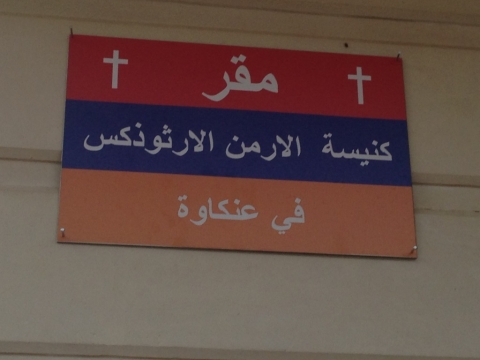 مقر
كنيسة الارمن الارثوذكس
في عنكاوة